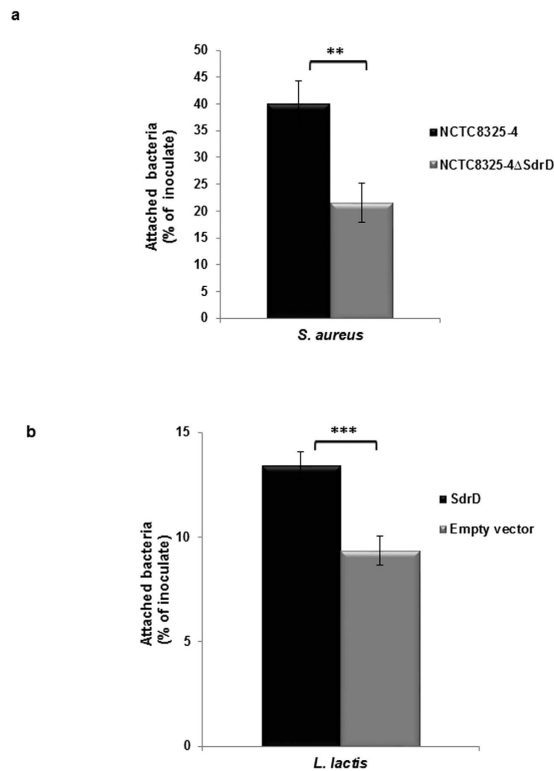 a
50
45
40
35
30
25
20
15
10
5
0
Attached bacteria
(% of inoculate)
**
NCTC8325-4
NCTC8325-4ΔSdrD
S. aureus
b
15
10
5
0
Attached bacteria
(% of inoculate)
***
SdrD
Empty vector
L. lactis